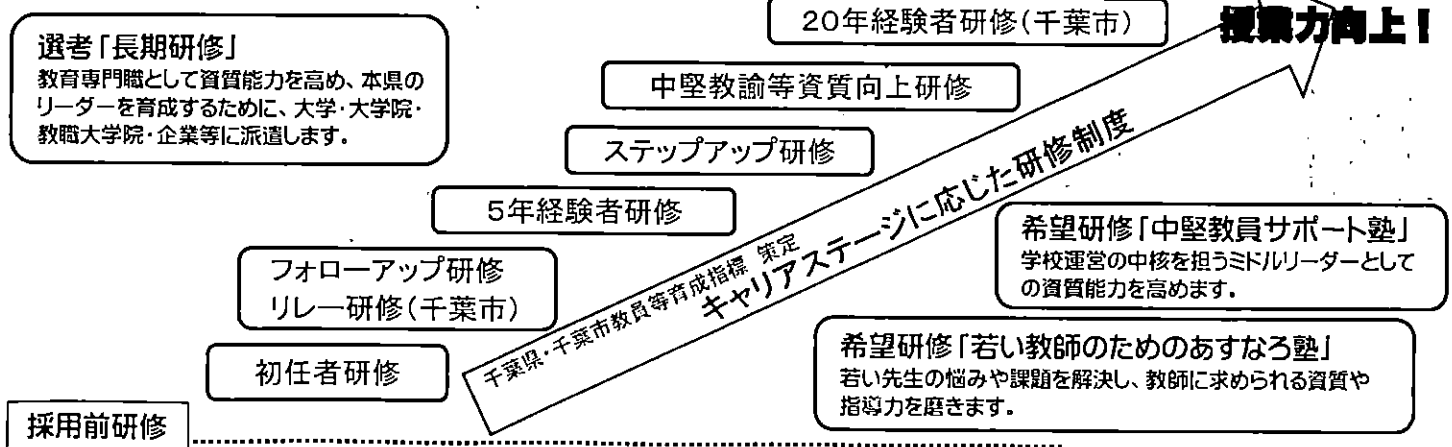 20年経験者研修(千葉市)
授業力向上!
選考「長期研修」
教育専門職として資質能力を高め、本県の
リーダーを育成するために、大学・大学院・
教職大学院・企業等に派遣します。
中堅教諭等資質向上研修
ステップアップ研修
5年経験者研修
フォローアップ研修
リレー研修(千葉市)
初任者研修
採用前研修
千葉県・千葉市教員等育成指標 策定
キャリアステージに応じた研修制度
希望研修「中堅教員サポート塾」
学校運営の中核を担うミドルリーダーとして
の資質能力を高めます。
希望研修「若い教師のためのあすなろ塾」
若い先生の悩みや課題を解決し、教師に求められる資質や
指導力を磨きます。